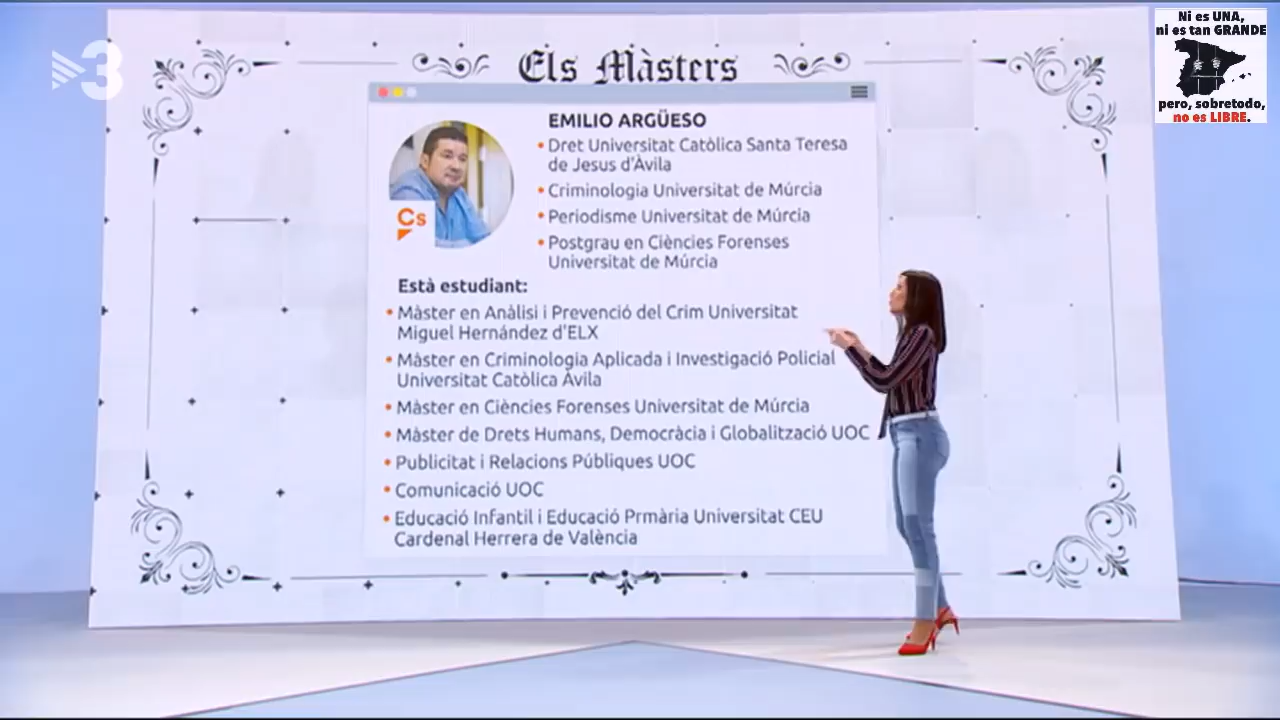 3
Ni es UNA,
ni es tan GRANDE
pero, sobretodo,
no es LIBRE.
Els Màsters
EMILIO ARGÜESO
• Dret Universitat Catòlica Santa Teresa
de Jesus d'Àvila
• Criminologia Universitat de Múrcia
• Periodisme Universitat de Múrcia
• Postgrau en Ciències Forenses
Universitat de Múrcia
Cs
Està estudiant:
• Màster en Anàlisi i Prevenció del Crim Universitat
Miguel Hernández d'ELX
• Màster en Criminologia Aplicada i Investigació Policial
Universitat Catòlica Àvila
• Màster en Ciències Forenses Universitat de Múrcia
• Màster de Drets Humans, Democràcia i Globalització UOC
• Publicitat i Relacions Públiques UOC
• Comunicació UOC
• Educació Infantil i Educació Prmària Universitat CEU
Cardenal Herrera de València